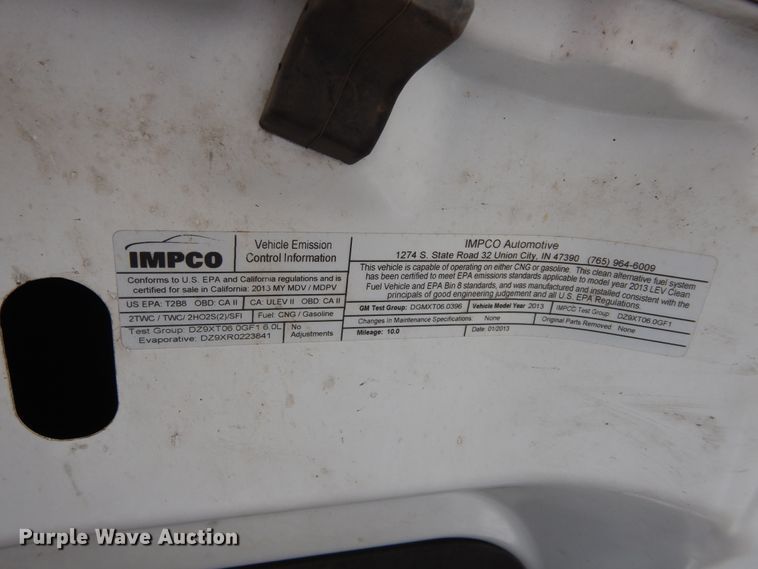 IMPCO
Vehicle Emission
Control Information
Conforms to U.S. EPA and California regulations and is
certified for sale in California: 2013 MY MDV / MDPV
US EPA: T2B8 OBD: CA II CA: ULEV II OBD: CA II
2TWC / TWC/ 2HO2S(2)/SFI Fuel: CNG / Gasoline
Test Group: DZ9XT06.0GF1 6.0L
Evaporative: DZ9XR0223841
No
Adjustments
IMPCO Automotive
1274 S. State Road 32 Union City, IN 47390 (765) 964-6009
This vehicle is capable of operating on either CNG or gasoline. This clean alternative fuel system
has been certified to meet EPA emissions standards applicable to model year 2013 LEV Clean
Fuel Vehicle and EPA Bin 8 standards, and was manufactured and installed consistent with the
principals of good engineering judgement and all U.S. EPA Regulations.
GM Test Group: DGMXT06.0396 Vehicle Model Year 2013 IMPCO Test Group: DZ9XT06.0GF1
Changes In Maintenance Specifications: None Original Parts Removed: None
Mileage: 10.0 Date: 01/2013
Purple Wave Auction